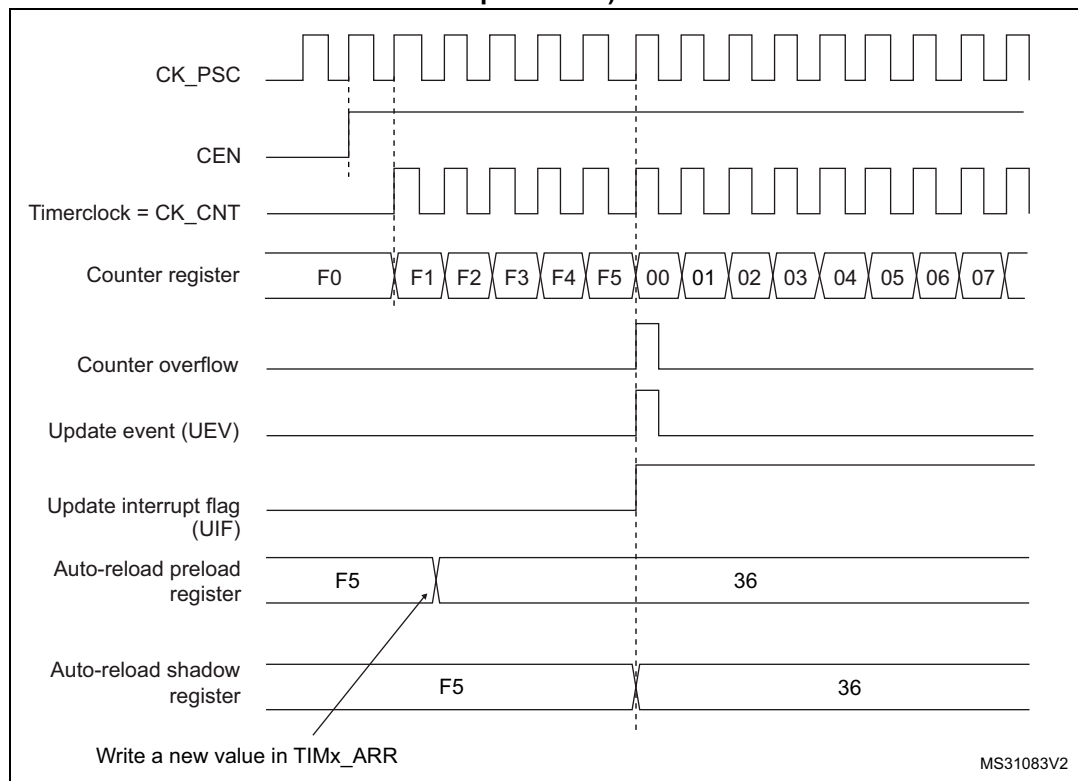 CK_PSC
CEN
Timerclock = CK_CNT
Counter register F0 F1 F2 F3 F4 F5 00 01 02 03 04 05 06 07
Counter overflow
Update event (UEV)
Update interrupt flag
(UIF)
Auto-reload preload
register
F5 36
Auto-reload shadow
register
F5 36
Write a new value in TIMx_ARR
MS31083V2